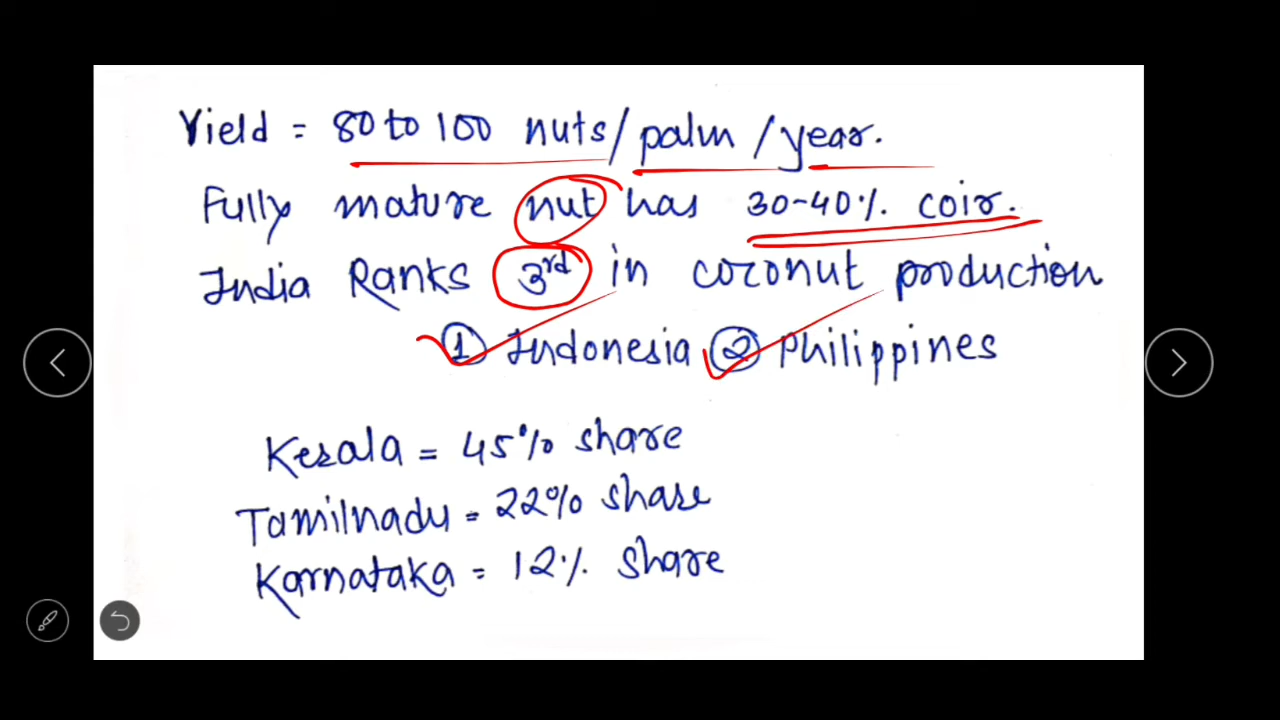 Yield = 80 to 100 nuts/palm/year.
Fully mature nut has 30-40% coir.
India Ranks 3rd in coconut production
① Indonesia ② Philippines
Kerala = 45% share
Tamilnadu = 22% share
Karnataka = 12% share